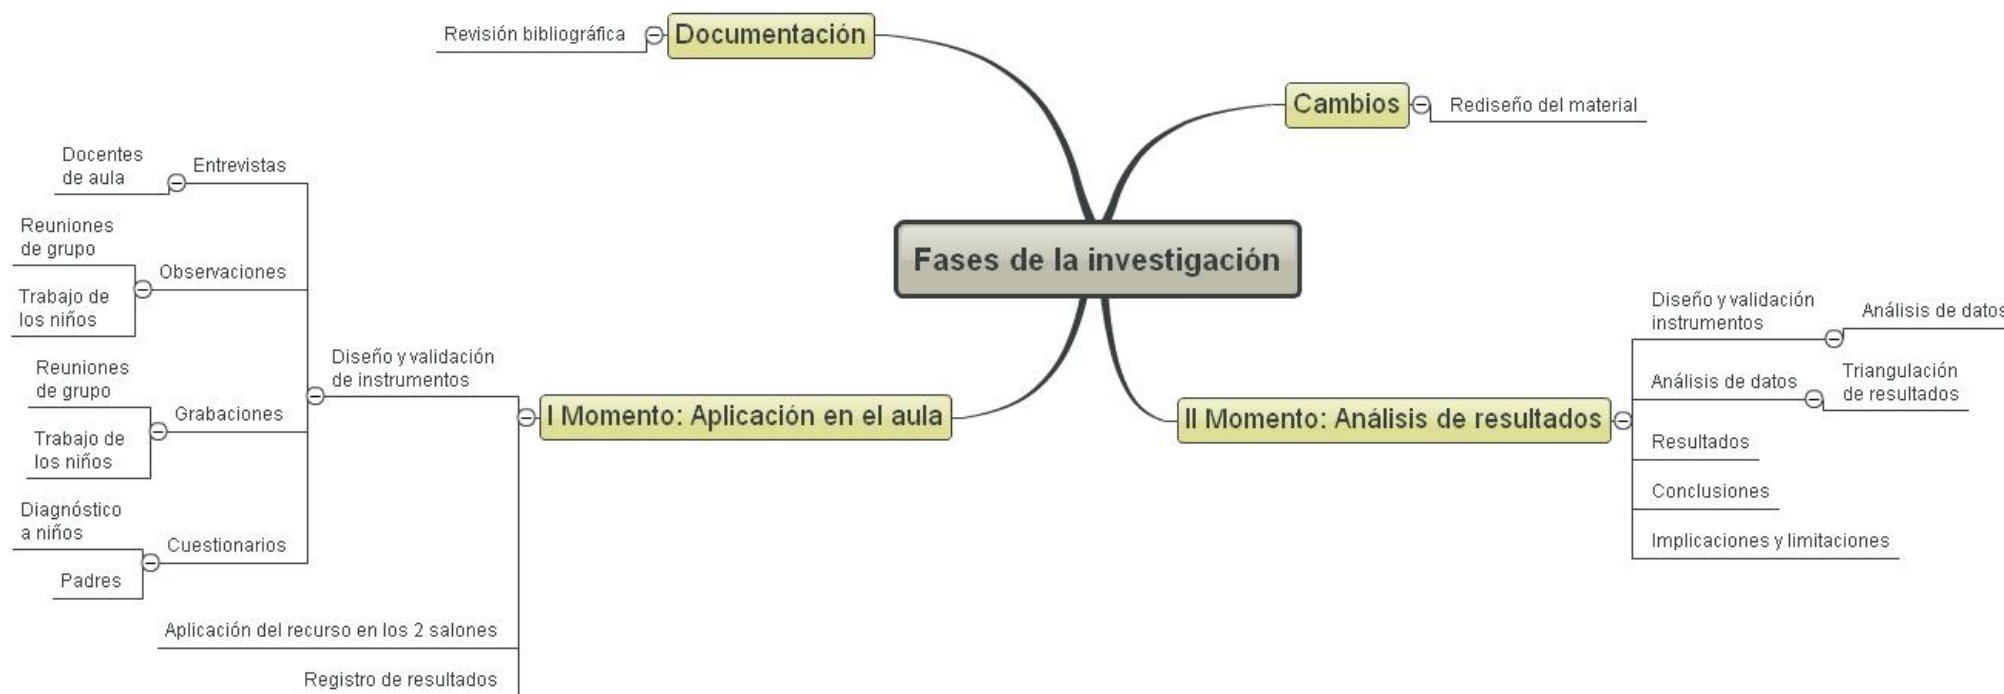 Revisión bibliográfica
Documentación
Cambios
Rediseño del material
Fases de la investigación
Docentes
de aula
Entrevistas
Reuniones
de grupo
Observaciones
Trabajo de
los niños
Reuniones
de grupo
Grabaciones
Trabajo de
los niños
Diagnóstico
a niños
Cuestionarios
Padres
Diseño y validación
de instrumentos
Aplicación del recurso en los 2 salones
Registro de resultados
I Momento: Aplicación en el aula
II Momento: Análisis de resultados
Diseño y validación
instrumentos
Análisis de datos
Análisis de datos
Triangulación
de resultados
Resultados
Conclusiones
Implicaciones y limitaciones